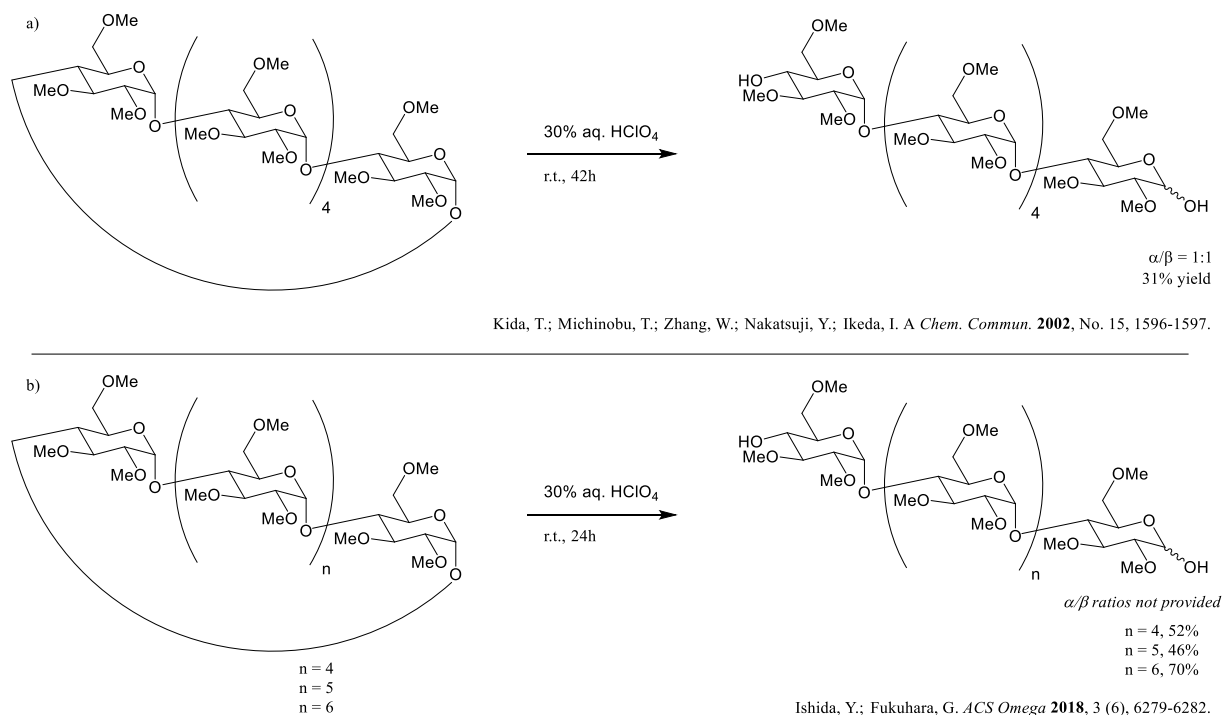 a)
OMe
O
MeO
MeO
O
OMe
O
MeO
MeO
O
4
OMe
O
MeO
MeO
O
30% aq. HClO4
r.t., 42h
OMe
HO
O
MeO
MeO
O
OMe
O
MeO
MeO
O
4
OMe
O
MeO
MeO
OH
α/β = 1:1
31% yield
Kida, T.; Michinobu, T.; Zhang, W.; Nakatsuji, Y.; Ikeda, I. A Chem. Commun. 2002, No. 15, 1596-1597.
b)
OMe
O
MeO
MeO
O
OMe
O
MeO
MeO
O
n
OMe
O
MeO
MeO
O
n = 4
n = 5
n = 6
30% aq. HClO4
r.t., 24h
OMe
HO
O
MeO
MeO
O
OMe
O
MeO
MeO
O
n
OMe
O
MeO
MeO
OH
α/β ratios not provided
n = 4, 52%
n = 5, 46%
n = 6, 70%
Ishida, Y.; Fukuhara, G. ACS Omega 2018, 3 (6), 6279-6282.